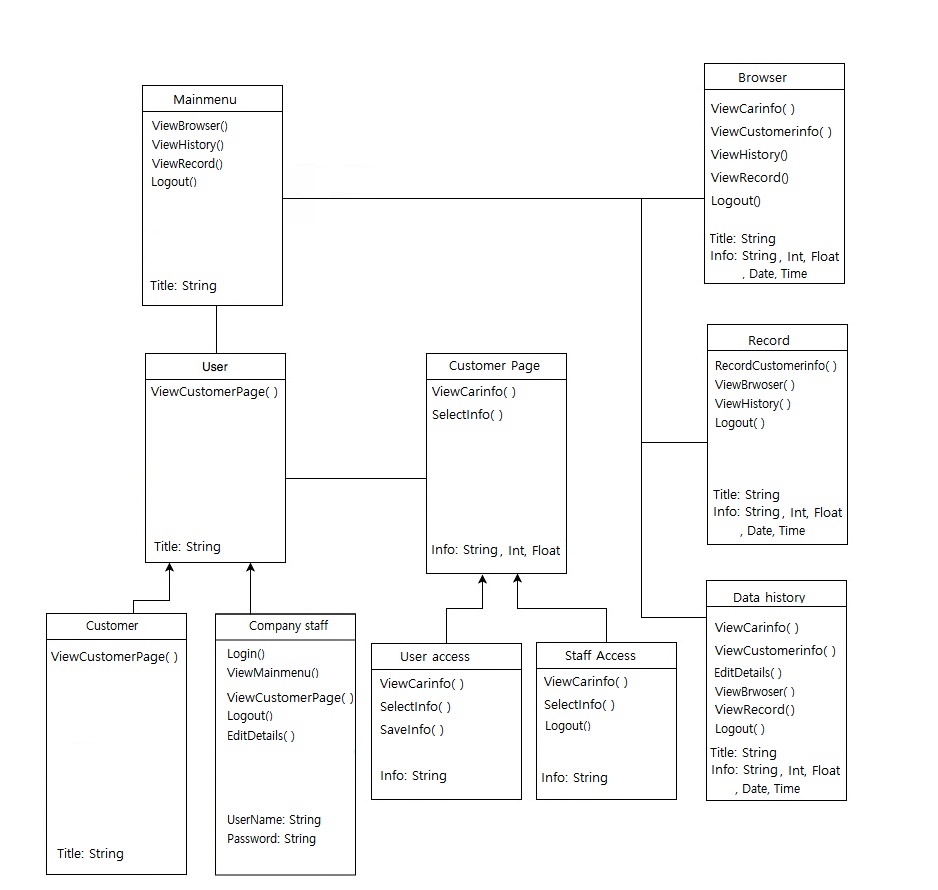 Mainmenu
ViewBrowser()
ViewHistory()
ViewRecord()
Logout()
Title: String
Browser
ViewCarinfo( )
ViewCustomerinfo( )
ViewHistory()
ViewRecord()
Logout()
Title: String
Info: String, Int, Float
, Date, Time
User
ViewCustomerPage( )
Title: String
Customer Page
ViewCarinfo( )
SelectInfo( )
Info: String, Int, Float
Record
RecordCustomerinfo( )
ViewBrwoser( )
ViewHistory( )
Logout( )
Title: String
Info: String, Int, Float
, Date, Time
Customer
ViewCustomerPage( )
Title: String
Company staff
Login()
ViewMainmenu()
ViewCustomerPage( )
Logout()
EditDetails( )
UserName: String
Password: String
User access
ViewCarinfo( )
SelectInfo( )
SaveInfo( )
Info: String
Staff Access
ViewCarinfo( )
SelectInfo( )
Logout()
Info: String
Data history
ViewCarinfo( )
ViewCustomerinfo( )
EditDetails( )
ViewBrwoser( )
ViewRecord()
Logout( )
Title: String
Info: String, Int, Float
, Date, Time